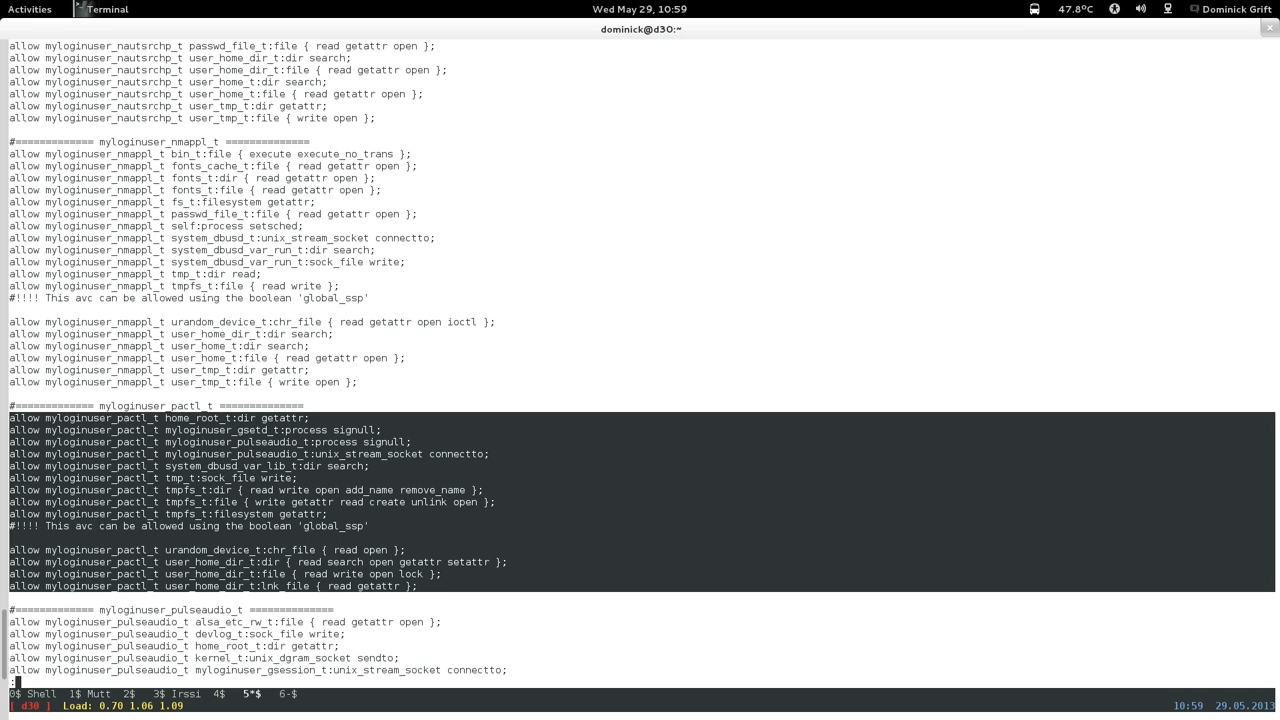 Activities Terminal Wed May 29, 10:59 47.8ºC Dominick Grift
dominick@d30:~
allow myloginuser_nautsrchp_t passwd_file_t:file { read getattr open };
allow myloginuser_nautsrchp_t user_home_dir_t:dir search;
allow myloginuser_nautsrchp_t user_home_dir_t:file { read getattr open };
allow myloginuser_nautsrchp_t user_home_t:dir search;
allow myloginuser_nautsrchp_t user_home_t:file { read getattr open };
allow myloginuser_nautsrchp_t user_tmp_t:dir getattr;
allow myloginuser_nautsrchp_t user_tmp_t:file { write open };
#============= myloginuser_nmappl_t ==============
allow myloginuser_nmappl_t bin_t:file { execute execute_no_trans };
allow myloginuser_nmappl_t fonts_cache_t:file { read getattr open };
allow myloginuser_nmappl_t fonts_t:dir { read getattr open };
allow myloginuser_nmappl_t fonts_t:file { read getattr open };
allow myloginuser_nmappl_t fs_t:filesystem getattr;
allow myloginuser_nmappl_t passwd_file_t:file { read getattr open };
allow myloginuser_nmappl_t self:process setsched;
allow myloginuser_nmappl_t system_dbusd_t:unix_stream_socket connectto;
allow myloginuser_nmappl_t system_dbusd_var_run_t:dir search;
allow myloginuser_nmappl_t system_dbusd_var_run_t:sock_file write;
allow myloginuser_nmappl_t tmp_t:dir read;
allow myloginuser_nmappl_t tmpfs_t:file { read write };
#!!!! This avc can be allowed using the boolean 'global_ssp'
allow myloginuser_nmappl_t urandom_device_t:chr_file { read getattr open ioctl };
allow myloginuser_nmappl_t user_home_dir_t:dir search;
allow myloginuser_nmappl_t user_home_t:dir search;
allow myloginuser_nmappl_t user_home_t:file { read getattr open };
allow myloginuser_nmappl_t user_tmp_t:dir getattr;
allow myloginuser_nmappl_t user_tmp_t:file { write open };
#============= myloginuser_pactl_t ==============
allow myloginuser_pactl_t home_root_t:dir getattr;
allow myloginuser_pactl_t myloginuser_gsetd_t:process signull;
allow myloginuser_pactl_t myloginuser_pulseaudio_t:process signull;
allow myloginuser_pactl_t myloginuser_pulseaudio_t:unix_stream_socket connectto;
allow myloginuser_pactl_t system_dbusd_var_lib_t:dir search;
allow myloginuser_pactl_t tmp_t:sock_file write;
allow myloginuser_pactl_t tmpfs_t:dir { read write open add_name remove_name };
allow myloginuser_pactl_t tmpfs_t:file { write getattr read create unlink open };
allow myloginuser_pactl_t tmpfs_t:filesystem getattr;
#!!!! This avc can be allowed using the boolean 'global_ssp'
allow myloginuser_pactl_t urandom_device_t:chr_file { read open };
allow myloginuser_pactl_t user_home_dir_t:dir { read search open getattr setattr };
allow myloginuser_pactl_t user_home_dir_t:file { read write open lock };
allow myloginuser_pactl_t user_home_dir_t:lnk_file { read getattr };
#============= myloginuser_pulseaudio_t ==============
allow myloginuser_pulseaudio_t alsa_etc_rw_t:file { read getattr open };
allow myloginuser_pulseaudio_t devlog_t:sock_file write;
allow myloginuser_pulseaudio_t home_root_t:dir getattr;
allow myloginuser_pulseaudio_t kernel_t:unix_dgram_socket sendto;
allow myloginuser_pulseaudio_t myloginuser_gsession_t:unix_stream_socket connectto;
:
0$ Shell 1$ Mutt 2$ 3$ Irssi 4$ 5*$ 6-$
[ d30 ] Load: 0.70 1.06 1.09 10:59 29.05.2013